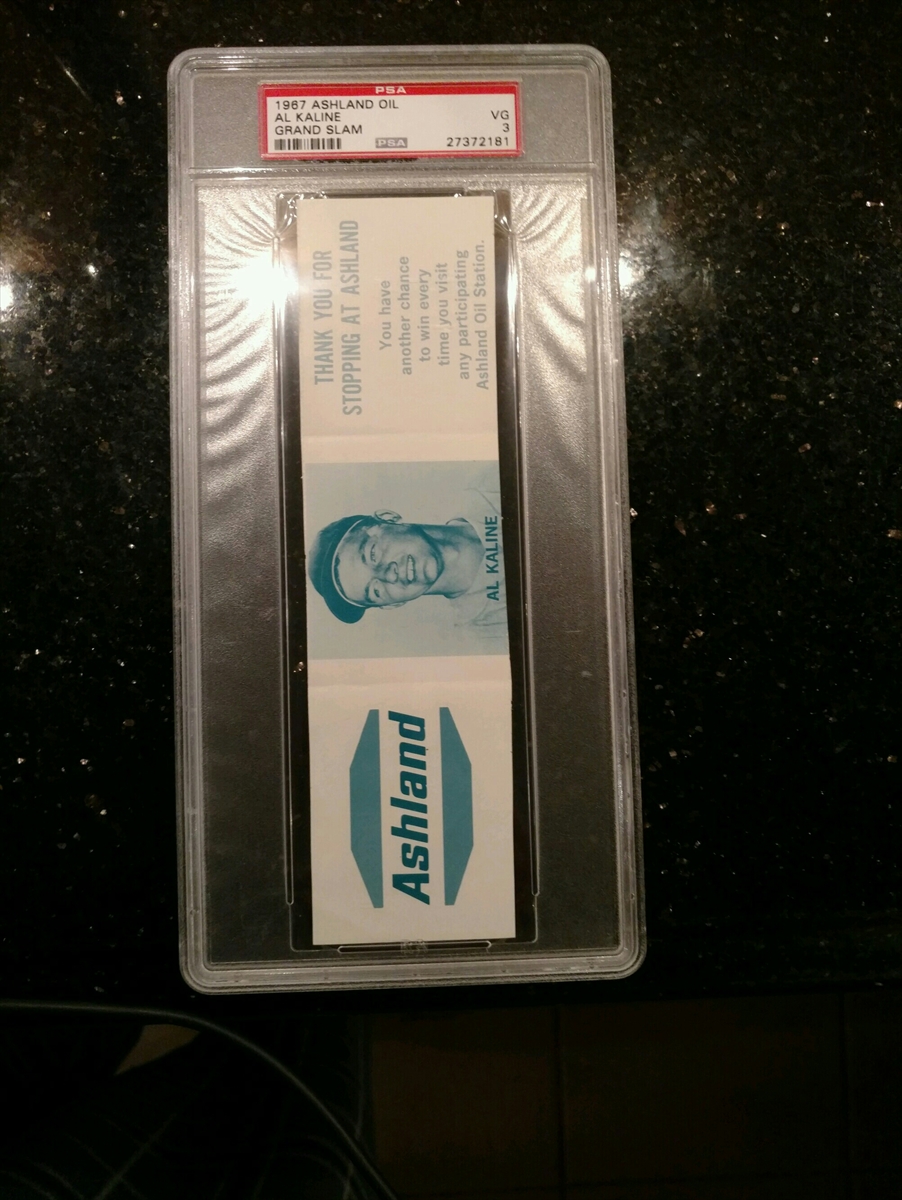 PSA
1967 ASHLAND OIL
AL KALINE VG
GRAND SLAM 3
PSA 27372181
THANK YOU FOR
STOPPING AT ASHLAND
You have
another chance
to win every
time you visit
any participating
Ashland Oil Station.
AL KALINE
Ashland